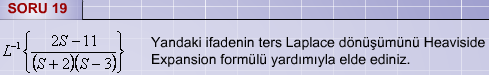 SORU 19
L⁻¹{ (2S − 11) / ((S + 2)(S − 3)) }
Yandaki ifadenin ters Laplace dönüşümünü Heaviside
Expansion formülü yardımıyla elde ediniz.